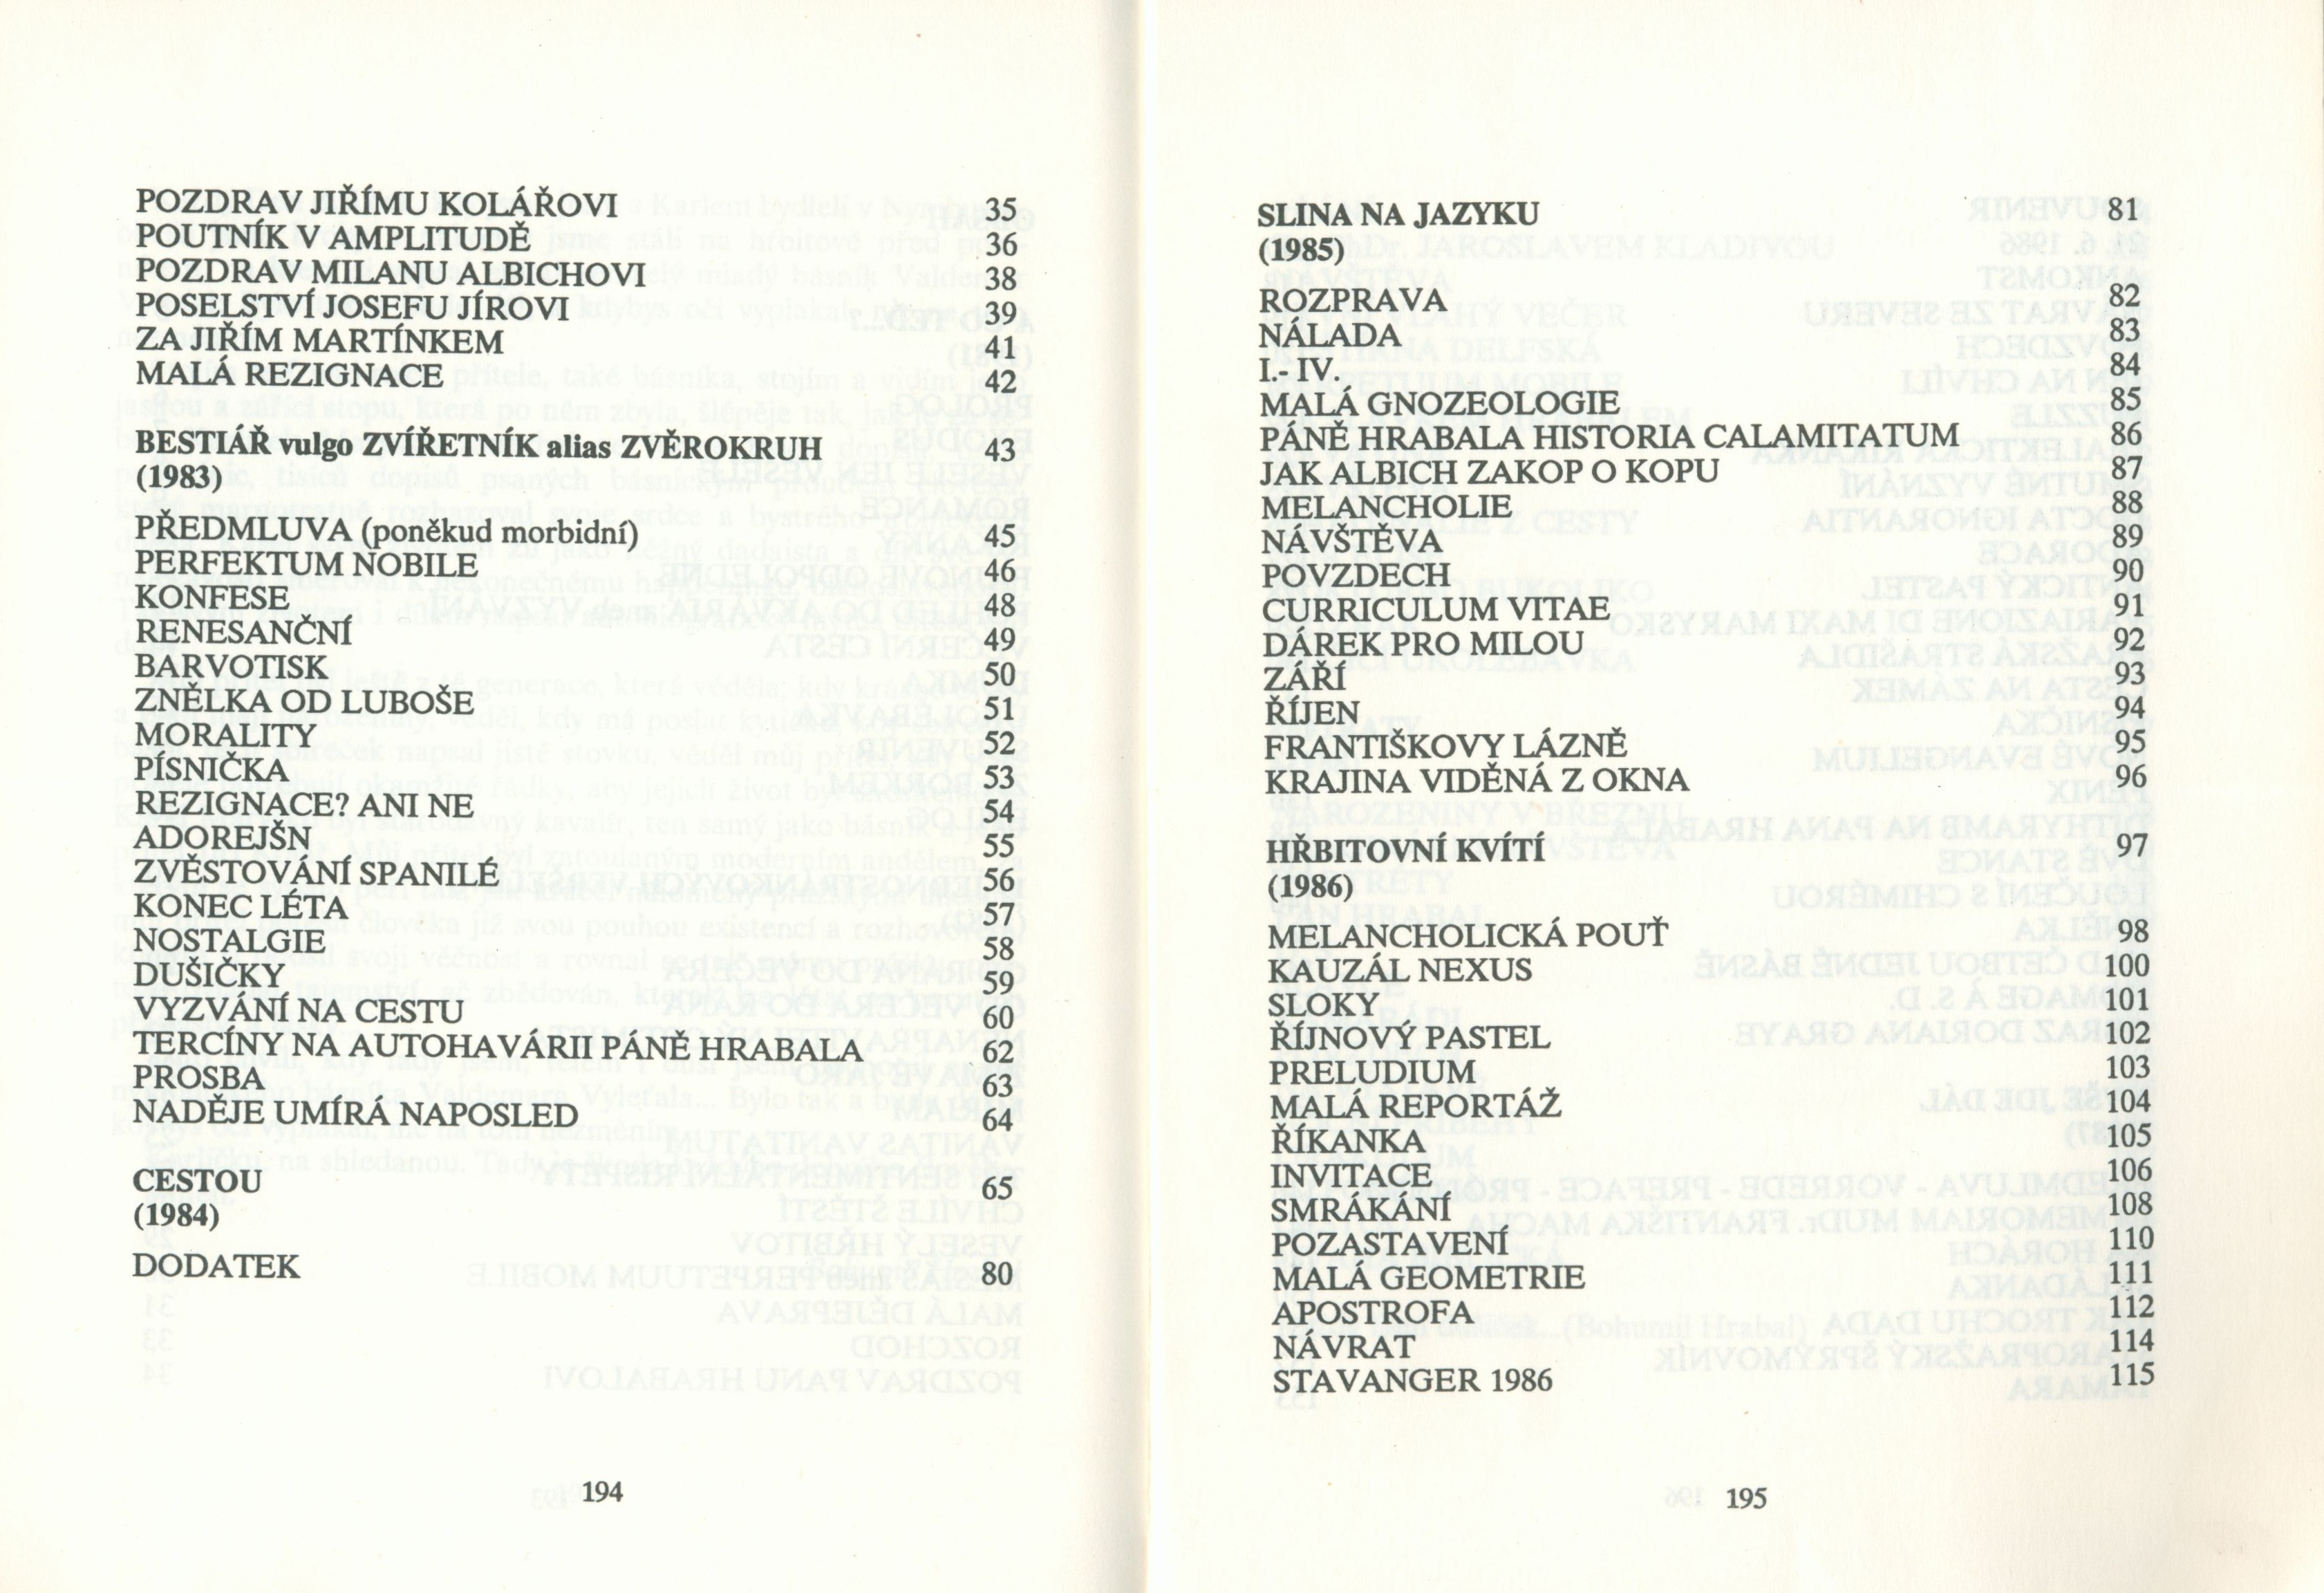 POZDRAV JIŘÍMU KOLÁŘOVI 35
POUTNÍK V AMPLITUDĚ 36
POZDRAV MILANU ALBICHOVI 38
POSELSTVÍ JOSEFU JÍROVI 39
ZA JIŘÍM MARTÍNKEM 41
MALÁ REZIGNACE 42
BESTIÁŘ vulgo ZVÍŘETNÍK alias ZVĚROKRUH 43
(1983)
PŘEDMLUVA (poněkud morbidní) 45
PERFEKTUM NOBILE 46
KONFESE 48
RENESANČNÍ 49
BARVOTISK 50
ZNĚLKA OD LUBOŠE 51
MORALITY 52
PÍSNIČKA 53
REZIGNACE? ANI NE 54
ADOREJŠN 55
ZVĚSTOVÁNÍ SPANILÉ 56
KONEC LÉTA 57
NOSTALGIE 58
DUŠIČKY 59
VYZVÁNÍ NA CESTU 60
TERCÍNY NA AUTOHAVÁRII PÁNĚ HRABALA 62
PROSBA 63
NADĚJE UMÍRÁ NAPOSLED 64
CESTOU 65
(1984)
DODATEK 80
194
SLINA NA JAZYKU 81
(1985)
ROZPRAVA 82
NÁLADA 83
I.- IV. 84
MALÁ GNOZEOLOGIE 85
PÁNĚ HRABALA HISTORIA CALAMITATUM 86
JAK ALBICH ZAKOP O KOPU 87
MELANCHOLIE 88
NÁVŠTĚVA 89
POVZDECH 90
CURRICULUM VITAE 91
DÁREK PRO MILOU 92
ZÁŘÍ 93
ŘÍJEN 94
FRANTIŠKOVY LÁZNĚ 95
KRAJINA VIDĚNÁ Z OKNA 96
HŘBITOVNÍ KVÍTÍ 97
(1986)
MELANCHOLICKÁ POUŤ 98
KAUZÁL NEXUS 100
SLOKY 101
ŘÍJNOVÝ PASTEL 102
PRELUDIUM 103
MALÁ REPORTÁŽ 104
ŘÍKANKA 105
INVITACE 106
SMRÁKÁNÍ 108
POZASTAVENÍ 110
MALÁ GEOMETRIE 111
APOSTROFA 112
NÁVRAT 114
STAVANGER 1986 115
195